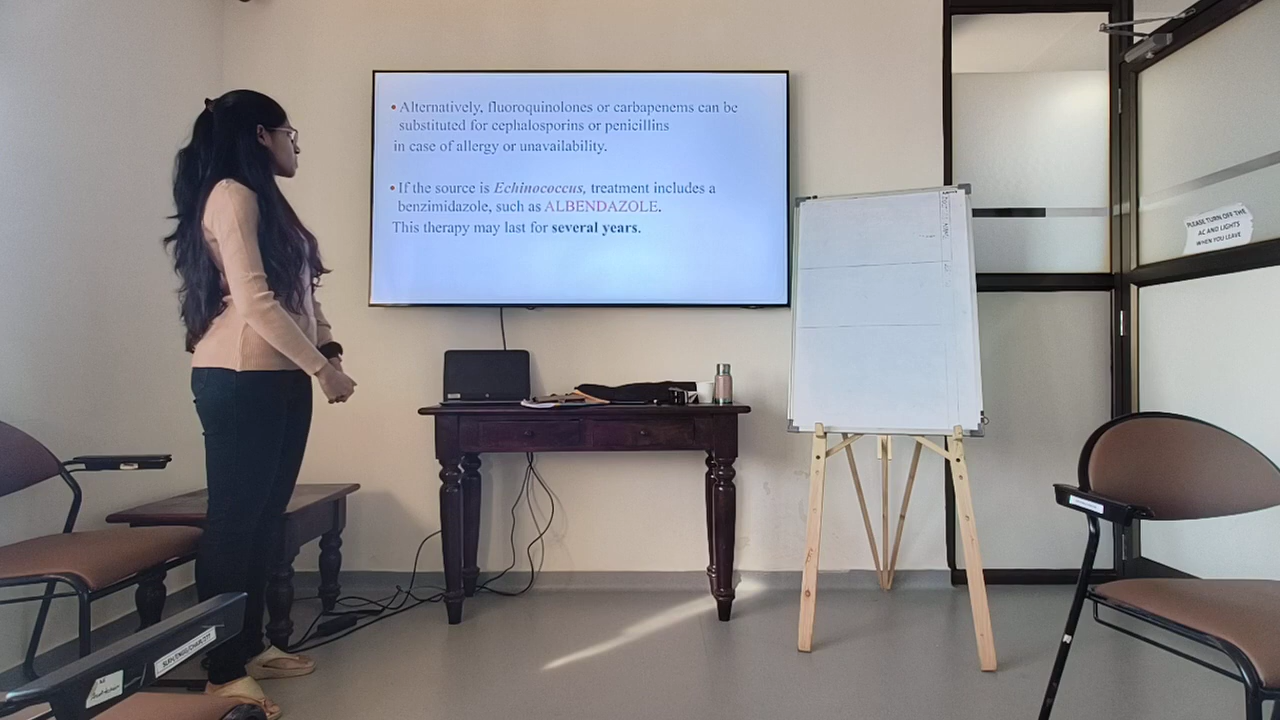 • Alternatively, fluoroquinolones or carbapenems can be
substituted for cephalosporins or penicillins
in case of allergy or unavailability.
• If the source is Echinococcus, treatment includes a
benzimidazole, such as ALBENDAZOLE.
This therapy may last for several years.
PLEASE TURN OFF THE
AC AND LIGHTS
WHEN YOU LEAVE